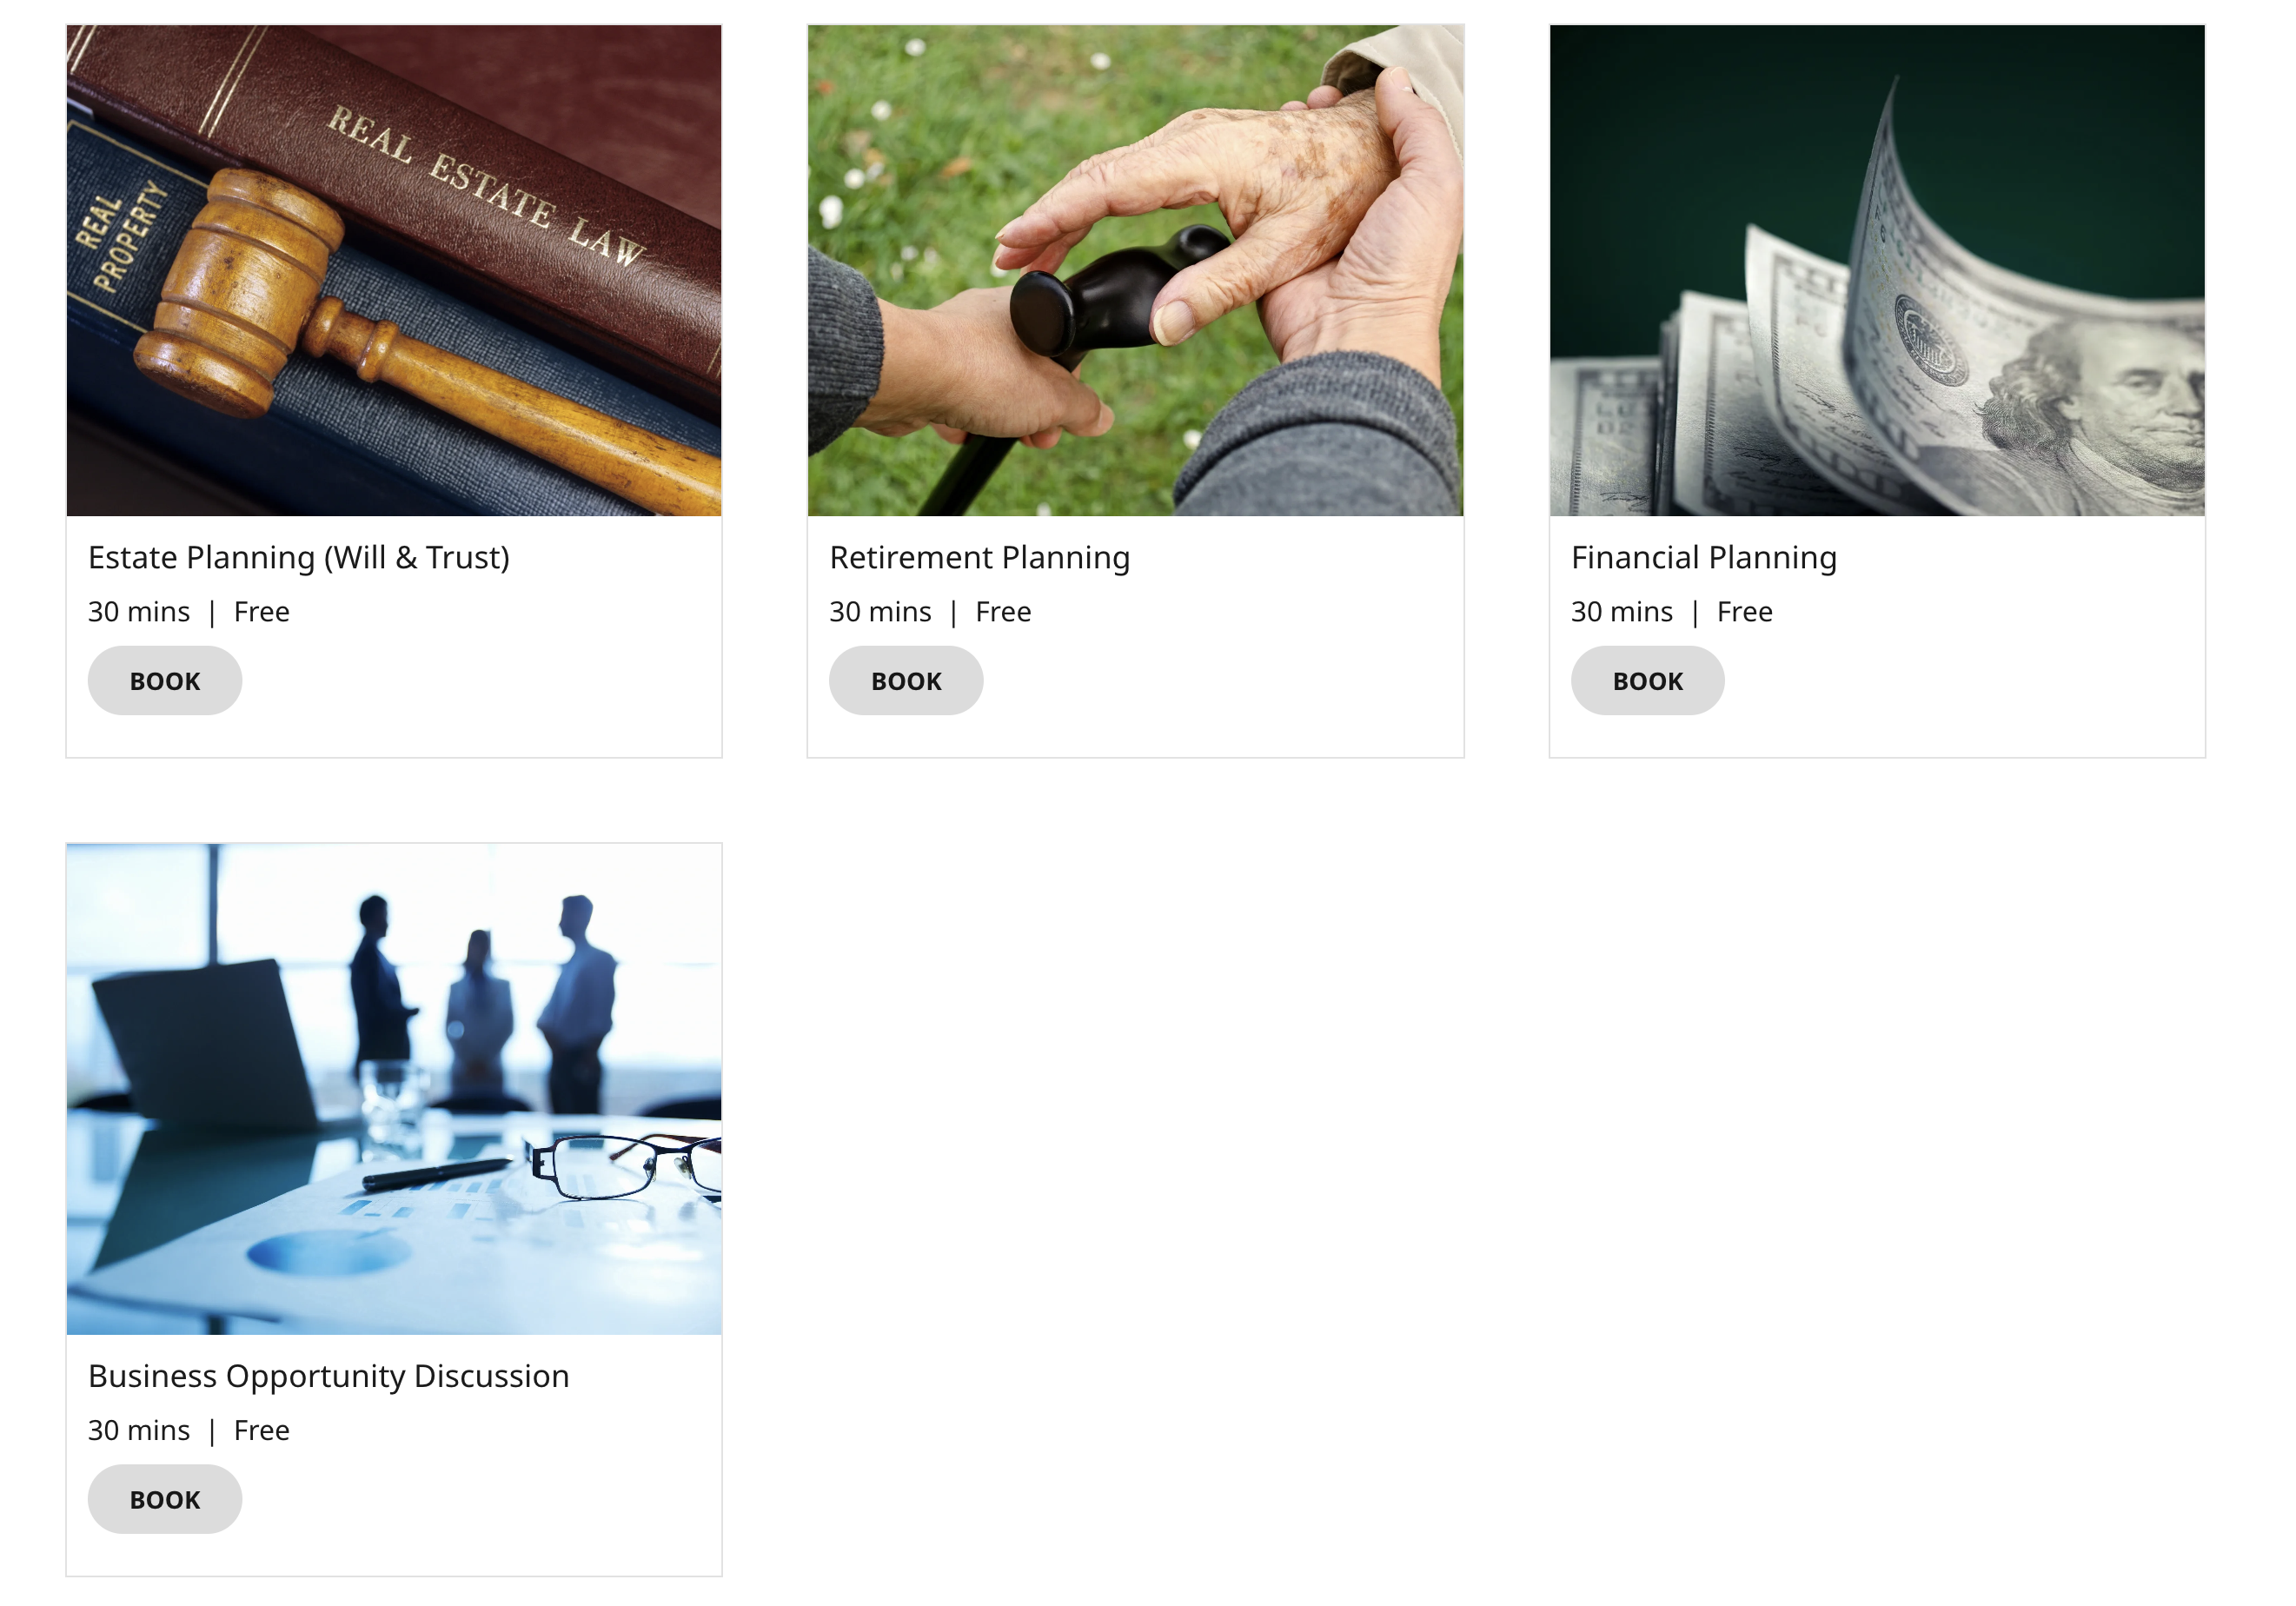 REAL ESTATE LAW
REAL
PROPERTY
Estate Planning (Will & Trust)
30 mins | Free
BOOK
Retirement Planning
30 mins | Free
BOOK
Financial Planning
30 mins | Free
BOOK
Business Opportunity Discussion
30 mins | Free
BOOK